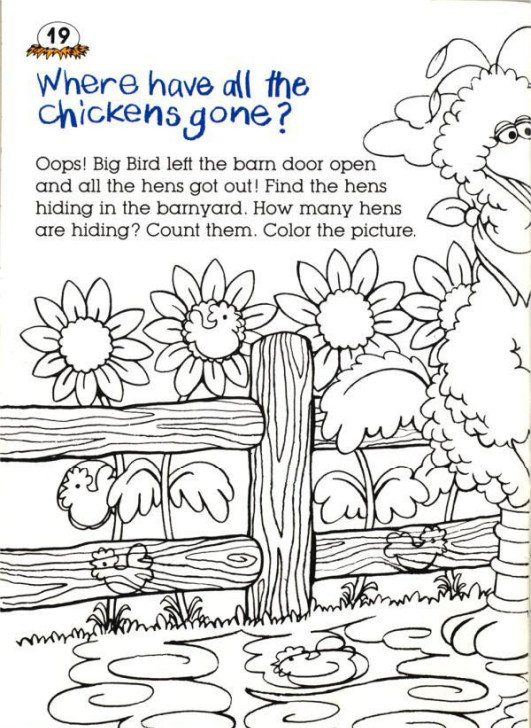 19
Where have all the
chickens gone?
Oops! Big Bird left the barn door open
and all the hens got out! Find the hens
hiding in the barnyard. How many hens
are hiding? Count them. Color the picture.